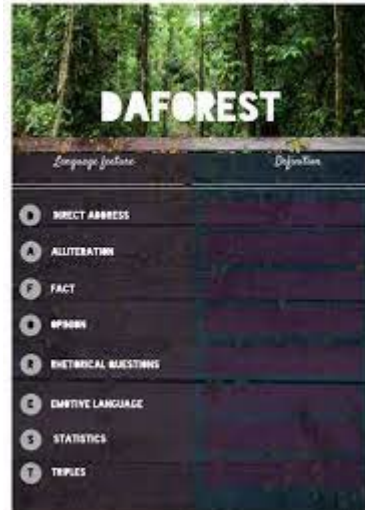 DAFOREST
Language feature Definition
D DIRECT ADDRESS
A ALLITERATION
F FACT
O OPINION
R RHETORICAL QUESTIONS
E EMOTIVE LANGUAGE
S STATISTICS
T TRIPLES